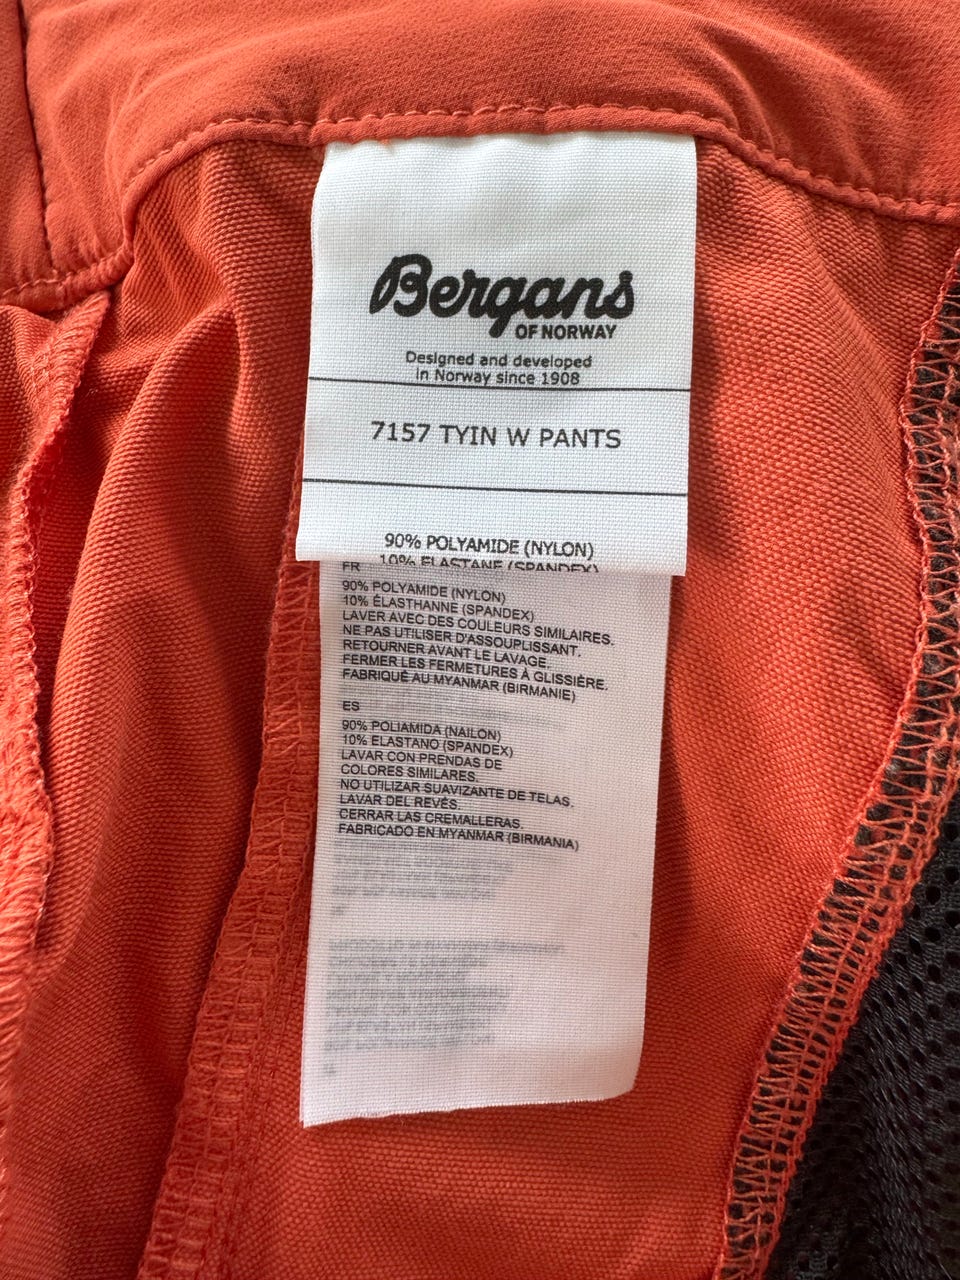 Bergans
OF NORWAY
Designed and developed
in Norway since 1908
7157 TYIN W PANTS
90% POLYAMIDE (NYLON)
10% ELASTANE (SPANDEX)
FR
90% POLYAMIDE (NYLON)
10% ÉLASTHANNE (SPANDEX)
LAVER AVEC DES COULEURS SIMILAIRES.
NE PAS UTILISER D'ASSOUPLISSANT.
RETOURNER AVANT LE LAVAGE.
FERMER LES FERMETURES À GLISSIÈRE.
FABRIQUÉ AU MYANMAR (BIRMANIE)
ES
90% POLIAMIDA (NAILON)
10% ELASTANO (SPANDEX)
LAVAR CON PRENDAS DE
COLORES SIMILARES.
NO UTILIZAR SUAVIZANTE DE TELAS.
LAVAR DEL REVÉS.
CERRAR LAS CREMALLERAS.
FABRICADO EN MYANMAR (BIRMANIA)